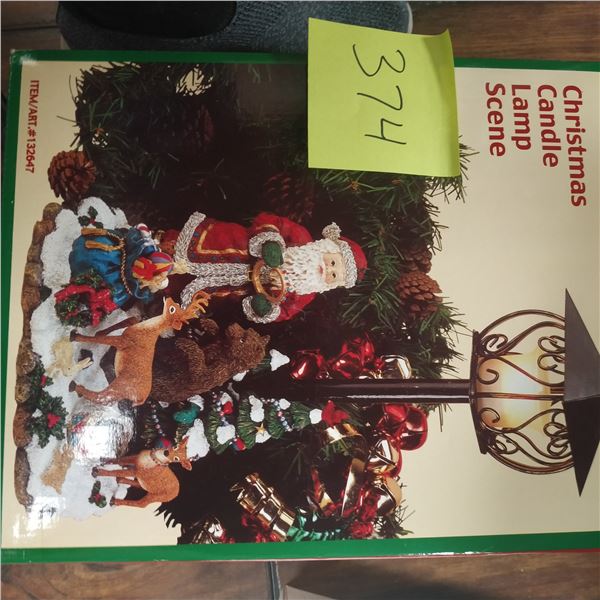 374
Christmas
Candle
Lamp
Scene
ITEM/ART.#132647